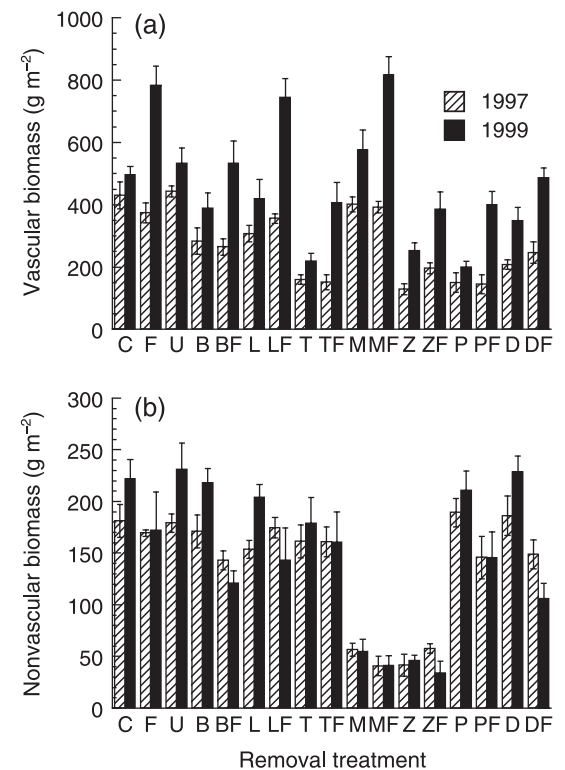 (a)
Vascular biomass (g m−2)
1000
800
600
400
200
0
1997
1999
C F U B BF L LF T TF M MF Z ZF P PF D DF
(b)
Nonvascular biomass (g m−2)
300
250
200
150
100
50
0
C F U B BF L LF T TF M MF Z ZF P PF D DF
Removal treatment